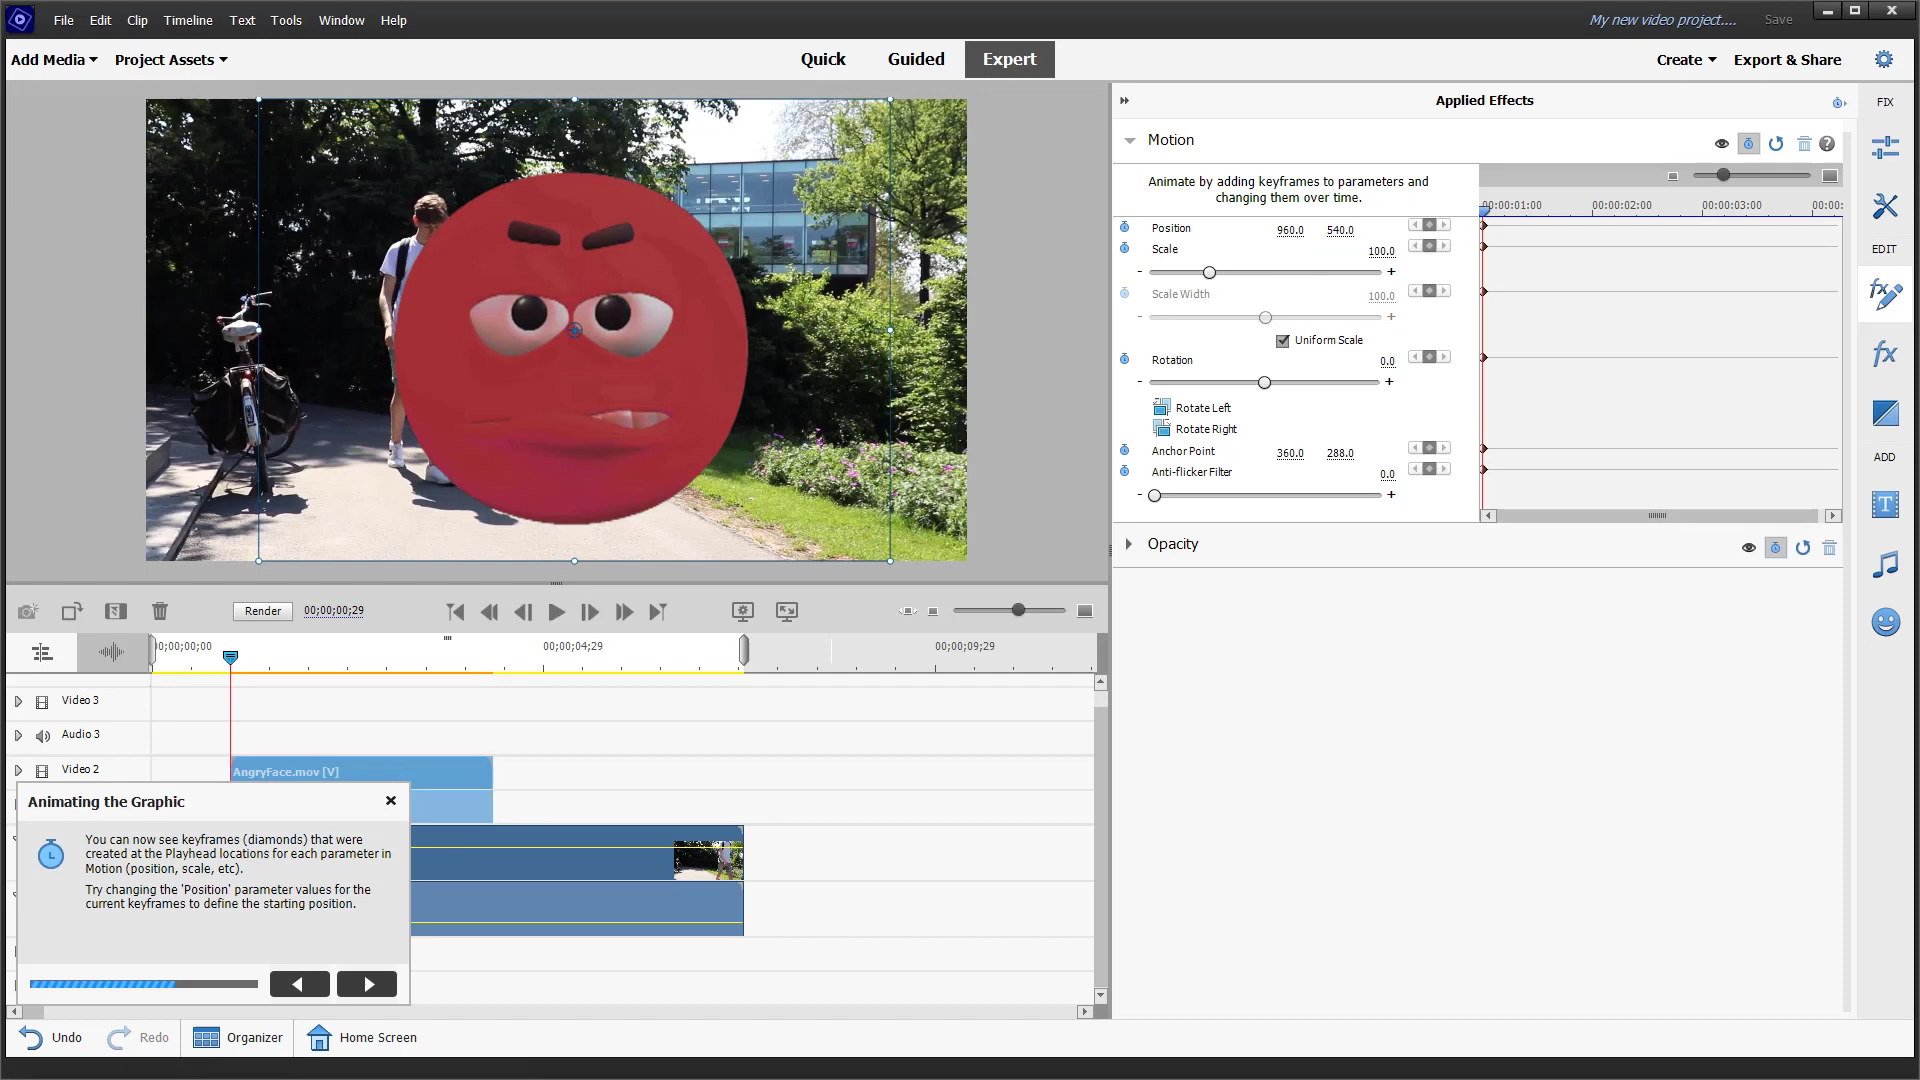 File Edit Clip Timeline Text Tools Window Help
My new video project.... Save
Add Media Project Assets
Quick Guided Expert
Create Export & Share
Applied Effects
Motion
Animate by adding keyframes to parameters and
changing them over time.
00:00:01:00 00:00:02:00 00:00:03:00 00:00:
Position 960.0 540.0
Scale 100.0
- +
Scale Width 100.0
- +
Uniform Scale
Rotation 0.0
- +
Rotate Left
Rotate Right
Anchor Point 360.0 288.0
Anti-flicker Filter 0.0
- +
Opacity
FIX
EDIT
fx
fx
ADD
T
Render 00;00;00;29
00;00;00;00 00;00;04;29 00;00;09;29
Video 3
Audio 3
Video 2
AngryFace.mov [V]
Animating the Graphic
You can now see keyframes (diamonds) that were
created at the Playhead locations for each parameter in
Motion (position, scale, etc).
Try changing the 'Position' parameter values for the
current keyframes to define the starting position.
Undo Redo Organizer Home Screen